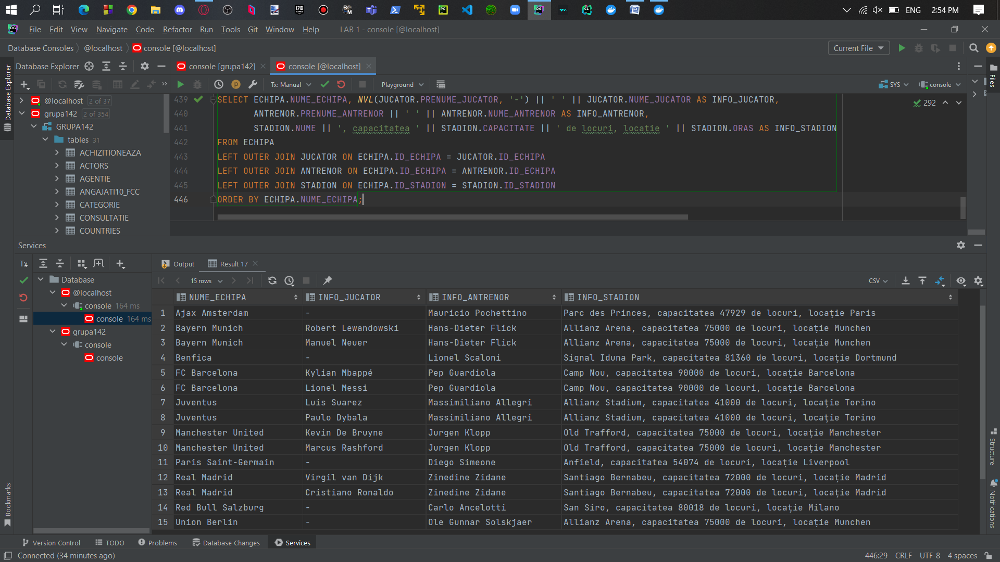 ENG 2:54 PM
File Edit View Navigate Code Refactor Run Tools Git Window Help LAB 1 - console [@localhost]
Database Consoles @localhost console [@localhost] Current File
Database Explorer console [grupa142] console [@localhost]
Tx: Manual Playground SYS console
Database Explorer
Files
@localhost 2 of 37
grupa142 2 of 354
GRUPA142
tables 31
ACHIZITIONEAZA
ACTORS
AGENTIE
ANGAJATI10_FCC
CATEGORIE
CONSULTATIE
COUNTRIES
292
439 SELECT ECHIPA.NUME_ECHIPA, NVL(JUCATOR.PRENUME_JUCATOR, '-') || ' ' || JUCATOR.NUME_JUCATOR AS INFO_JUCATOR,
440 ANTRENOR.PRENUME_ANTRENOR || ' ' || ANTRENOR.NUME_ANTRENOR AS INFO_ANTRENOR,
441 STADION.NUME || ', capacitatea ' || STADION.CAPACITATE || ' de locuri, locație ' || STADION.ORAS AS INFO_STADION
442 FROM ECHIPA
443 LEFT OUTER JOIN JUCATOR ON ECHIPA.ID_ECHIPA = JUCATOR.ID_ECHIPA
444 LEFT OUTER JOIN ANTRENOR ON ECHIPA.ID_ECHIPA = ANTRENOR.ID_ECHIPA
445 LEFT OUTER JOIN STADION ON ECHIPA.ID_STADION = STADION.ID_STADION
446 ORDER BY ECHIPA.NUME_ECHIPA;
Services
Tx
Output Result 17
15 rows CSV
Database
@localhost
console 164 ms
console 164 ms
grupa142
console
console
NUME_ECHIPA INFO_JUCATOR INFO_ANTRENOR INFO_STADION
1 Ajax Amsterdam - Mauricio Pochettino Parc des Princes, capacitatea 47929 de locuri, locație Paris
2 Bayern Munich Robert Lewandowski Hans-Dieter Flick Allianz Arena, capacitatea 75000 de locuri, locație Munchen
3 Bayern Munich Manuel Neuer Hans-Dieter Flick Allianz Arena, capacitatea 75000 de locuri, locație Munchen
4 Benfica - Lionel Scaloni Signal Iduna Park, capacitatea 81360 de locuri, locație Dortmund
5 FC Barcelona Kylian Mbappé Pep Guardiola Camp Nou, capacitatea 90000 de locuri, locație Barcelona
6 FC Barcelona Lionel Messi Pep Guardiola Camp Nou, capacitatea 90000 de locuri, locație Barcelona
7 Juventus Luis Suarez Massimiliano Allegri Allianz Stadium, capacitatea 41000 de locuri, locație Torino
8 Juventus Paulo Dybala Massimiliano Allegri Allianz Stadium, capacitatea 41000 de locuri, locație Torino
9 Manchester United Kevin De Bruyne Jurgen Klopp Old Trafford, capacitatea 75000 de locuri, locație Manchester
10 Manchester United Marcus Rashford Jurgen Klopp Old Trafford, capacitatea 75000 de locuri, locație Manchester
11 Paris Saint-Germain - Diego Simeone Anfield, capacitatea 54074 de locuri, locație Liverpool
12 Real Madrid Virgil van Dijk Zinedine Zidane Santiago Bernabeu, capacitatea 72000 de locuri, locație Madrid
13 Real Madrid Cristiano Ronaldo Zinedine Zidane Santiago Bernabeu, capacitatea 72000 de locuri, locație Madrid
14 Red Bull Salzburg - Carlo Ancelotti San Siro, capacitatea 80018 de locuri, locație Milano
15 Union Berlin - Ole Gunnar Solskjaer Allianz Arena, capacitatea 75000 de locuri, locație Munchen
Bookmarks
Structure
Notifications
Version Control TODO Problems Database Changes Services
Connected (34 minutes ago) 446:29 CRLF UTF-8 4 spaces